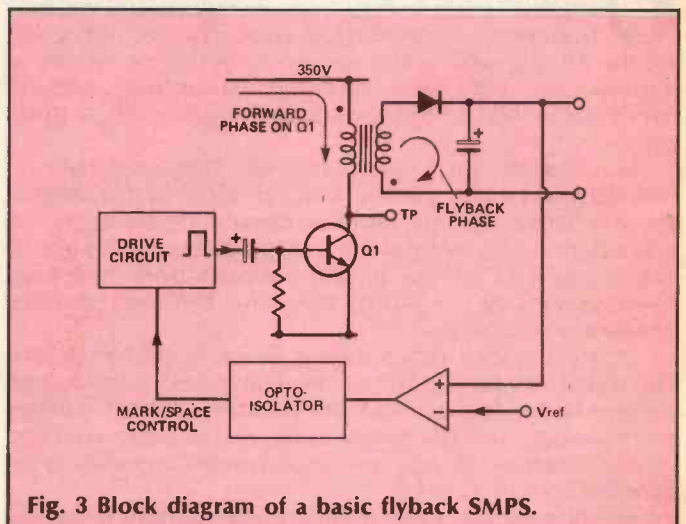 350V
FORWARD
PHASE ON Q1
TP
FLYBACK
PHASE
DRIVE
CIRCUIT
+
Q1
+
OPTO-
ISOLATOR
+
−
Vref
MARK/SPACE
CONTROL
Fig. 3 Block diagram of a basic flyback SMPS.